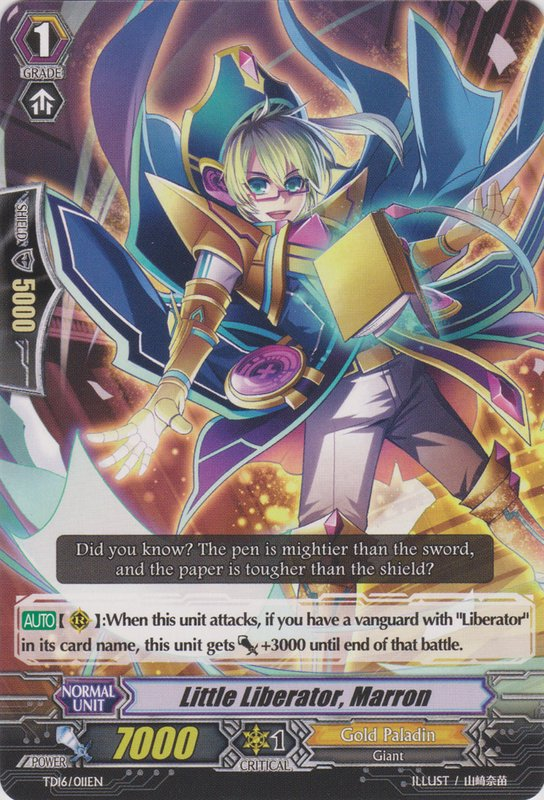 1
GRADE
SHIELD
5000
Did you know? The pen is mightier than the sword,
and the paper is tougher than the shield?
AUTO【 R 】:When this unit attacks, if you have a vanguard with "Liberator"
in its card name, this unit gets +3000 until end of that battle.
NORMAL
UNIT
Little Liberator, Marron
POWER
7000
1
CRITICAL
Gold Paladin
Giant
TD16/011EN
ILLUST / 山崎奈苗